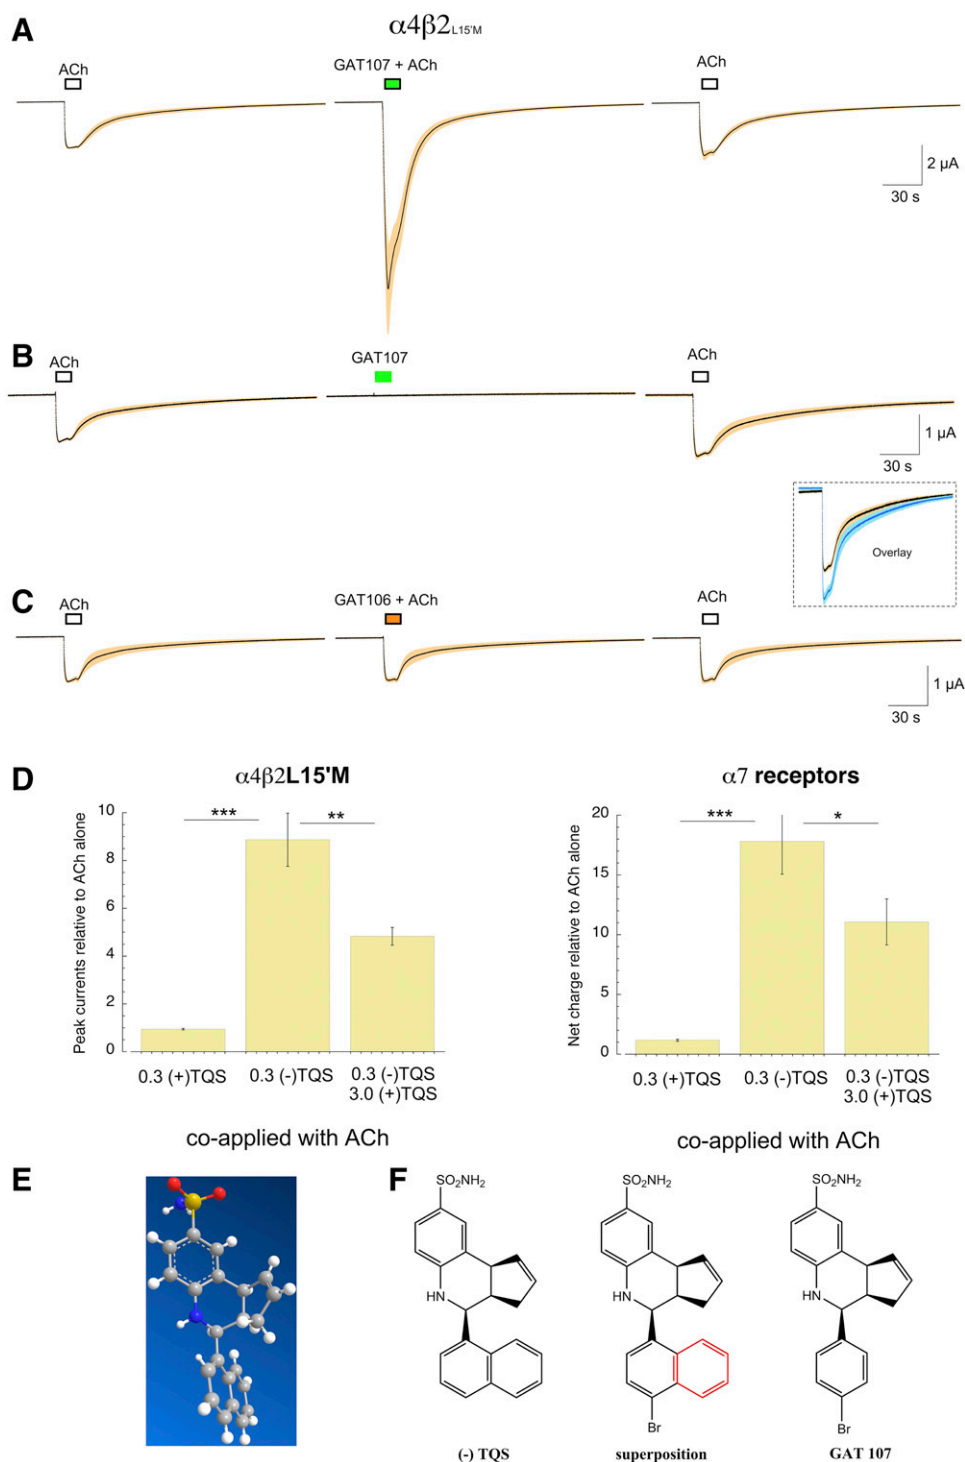 A
α4β2L15'M
ACh
GAT107 + ACh
ACh
2 μA
30 s
B
ACh
GAT107
ACh
1 μA
30 s
Overlay
C
ACh
GAT106 + ACh
ACh
1 μA
30 s
D
α4β2L15'M
Peak currents relative to ACh alone
10
8
6
4
2
0
***
**
0.3 (+)TQS
0.3 (-)TQS
0.3 (-)TQS
3.0 (+)TQS
co-applied with ACh
α7 receptors
Net charge relative to ACh alone
20
15
10
5
0
***
*
0.3 (+)TQS
0.3 (-)TQS
0.3 (-)TQS
3.0 (+)TQS
co-applied with ACh
E
F
SO2NH2
HN
(-) TQS
SO2NH2
HN
Br
superposition
SO2NH2
HN
Br
GAT 107